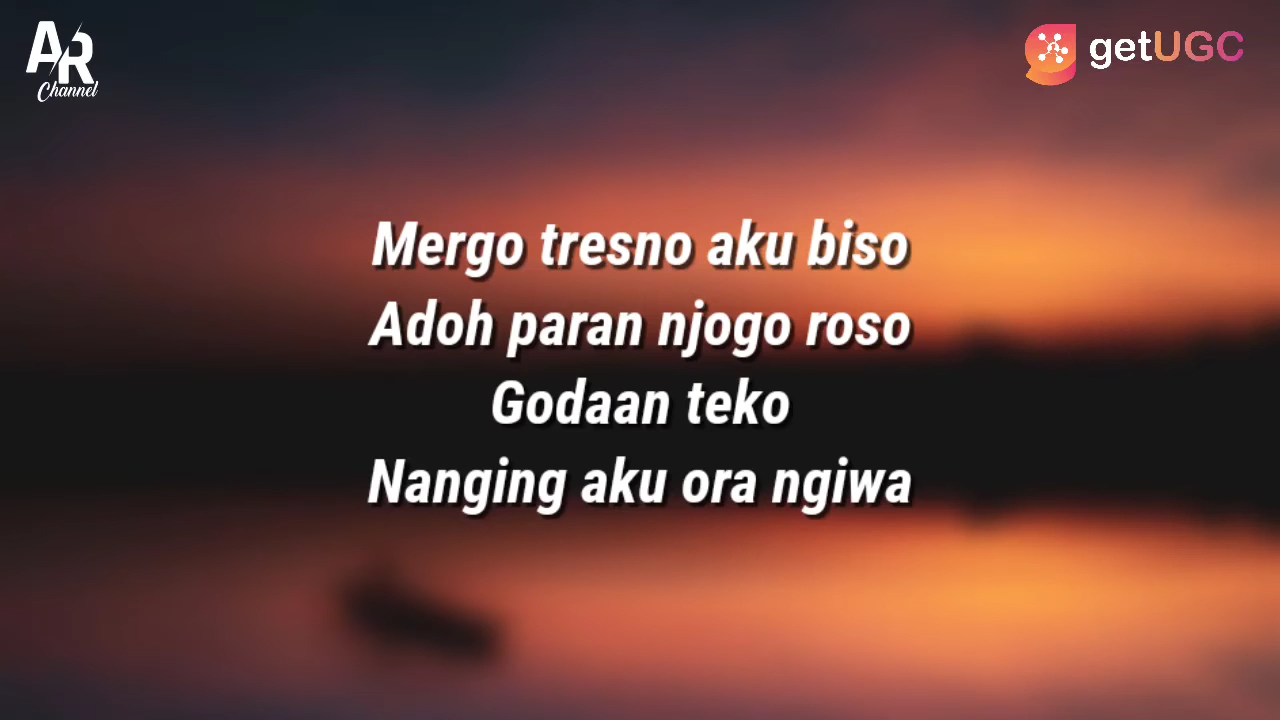 AR
Channel
getUGC
Mergo tresno aku biso
Adoh paran njogo roso
Godaan teko
Nanging aku ora ngiwa